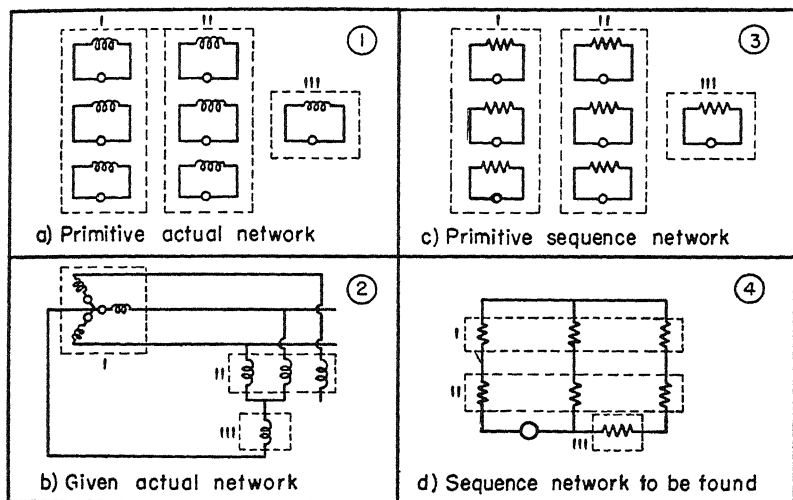 I
II
①
III
a) Primitive actual network
I
II
③
III
c) Primitive sequence network
②
I
II
III
b) Given actual network
④
I
II
III
d) Sequence network to be found